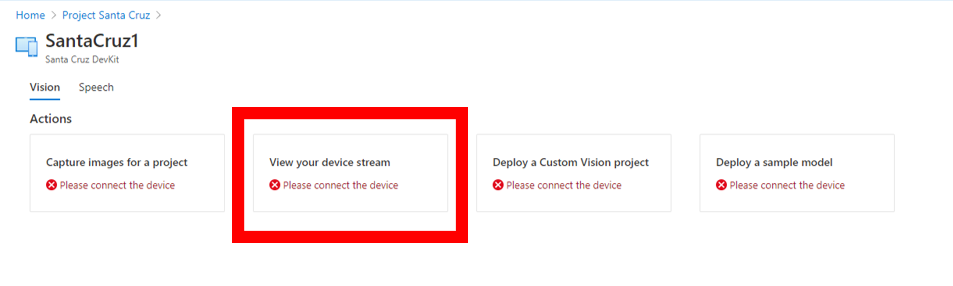 Home > Project Santa Cruz >
SantaCruz1
Santa Cruz DevKit
Vision Speech
Actions
Capture images for a project
Please connect the device
View your device stream
Please connect the device
Deploy a Custom Vision project
Please connect the device
Deploy a sample model
Please connect the device